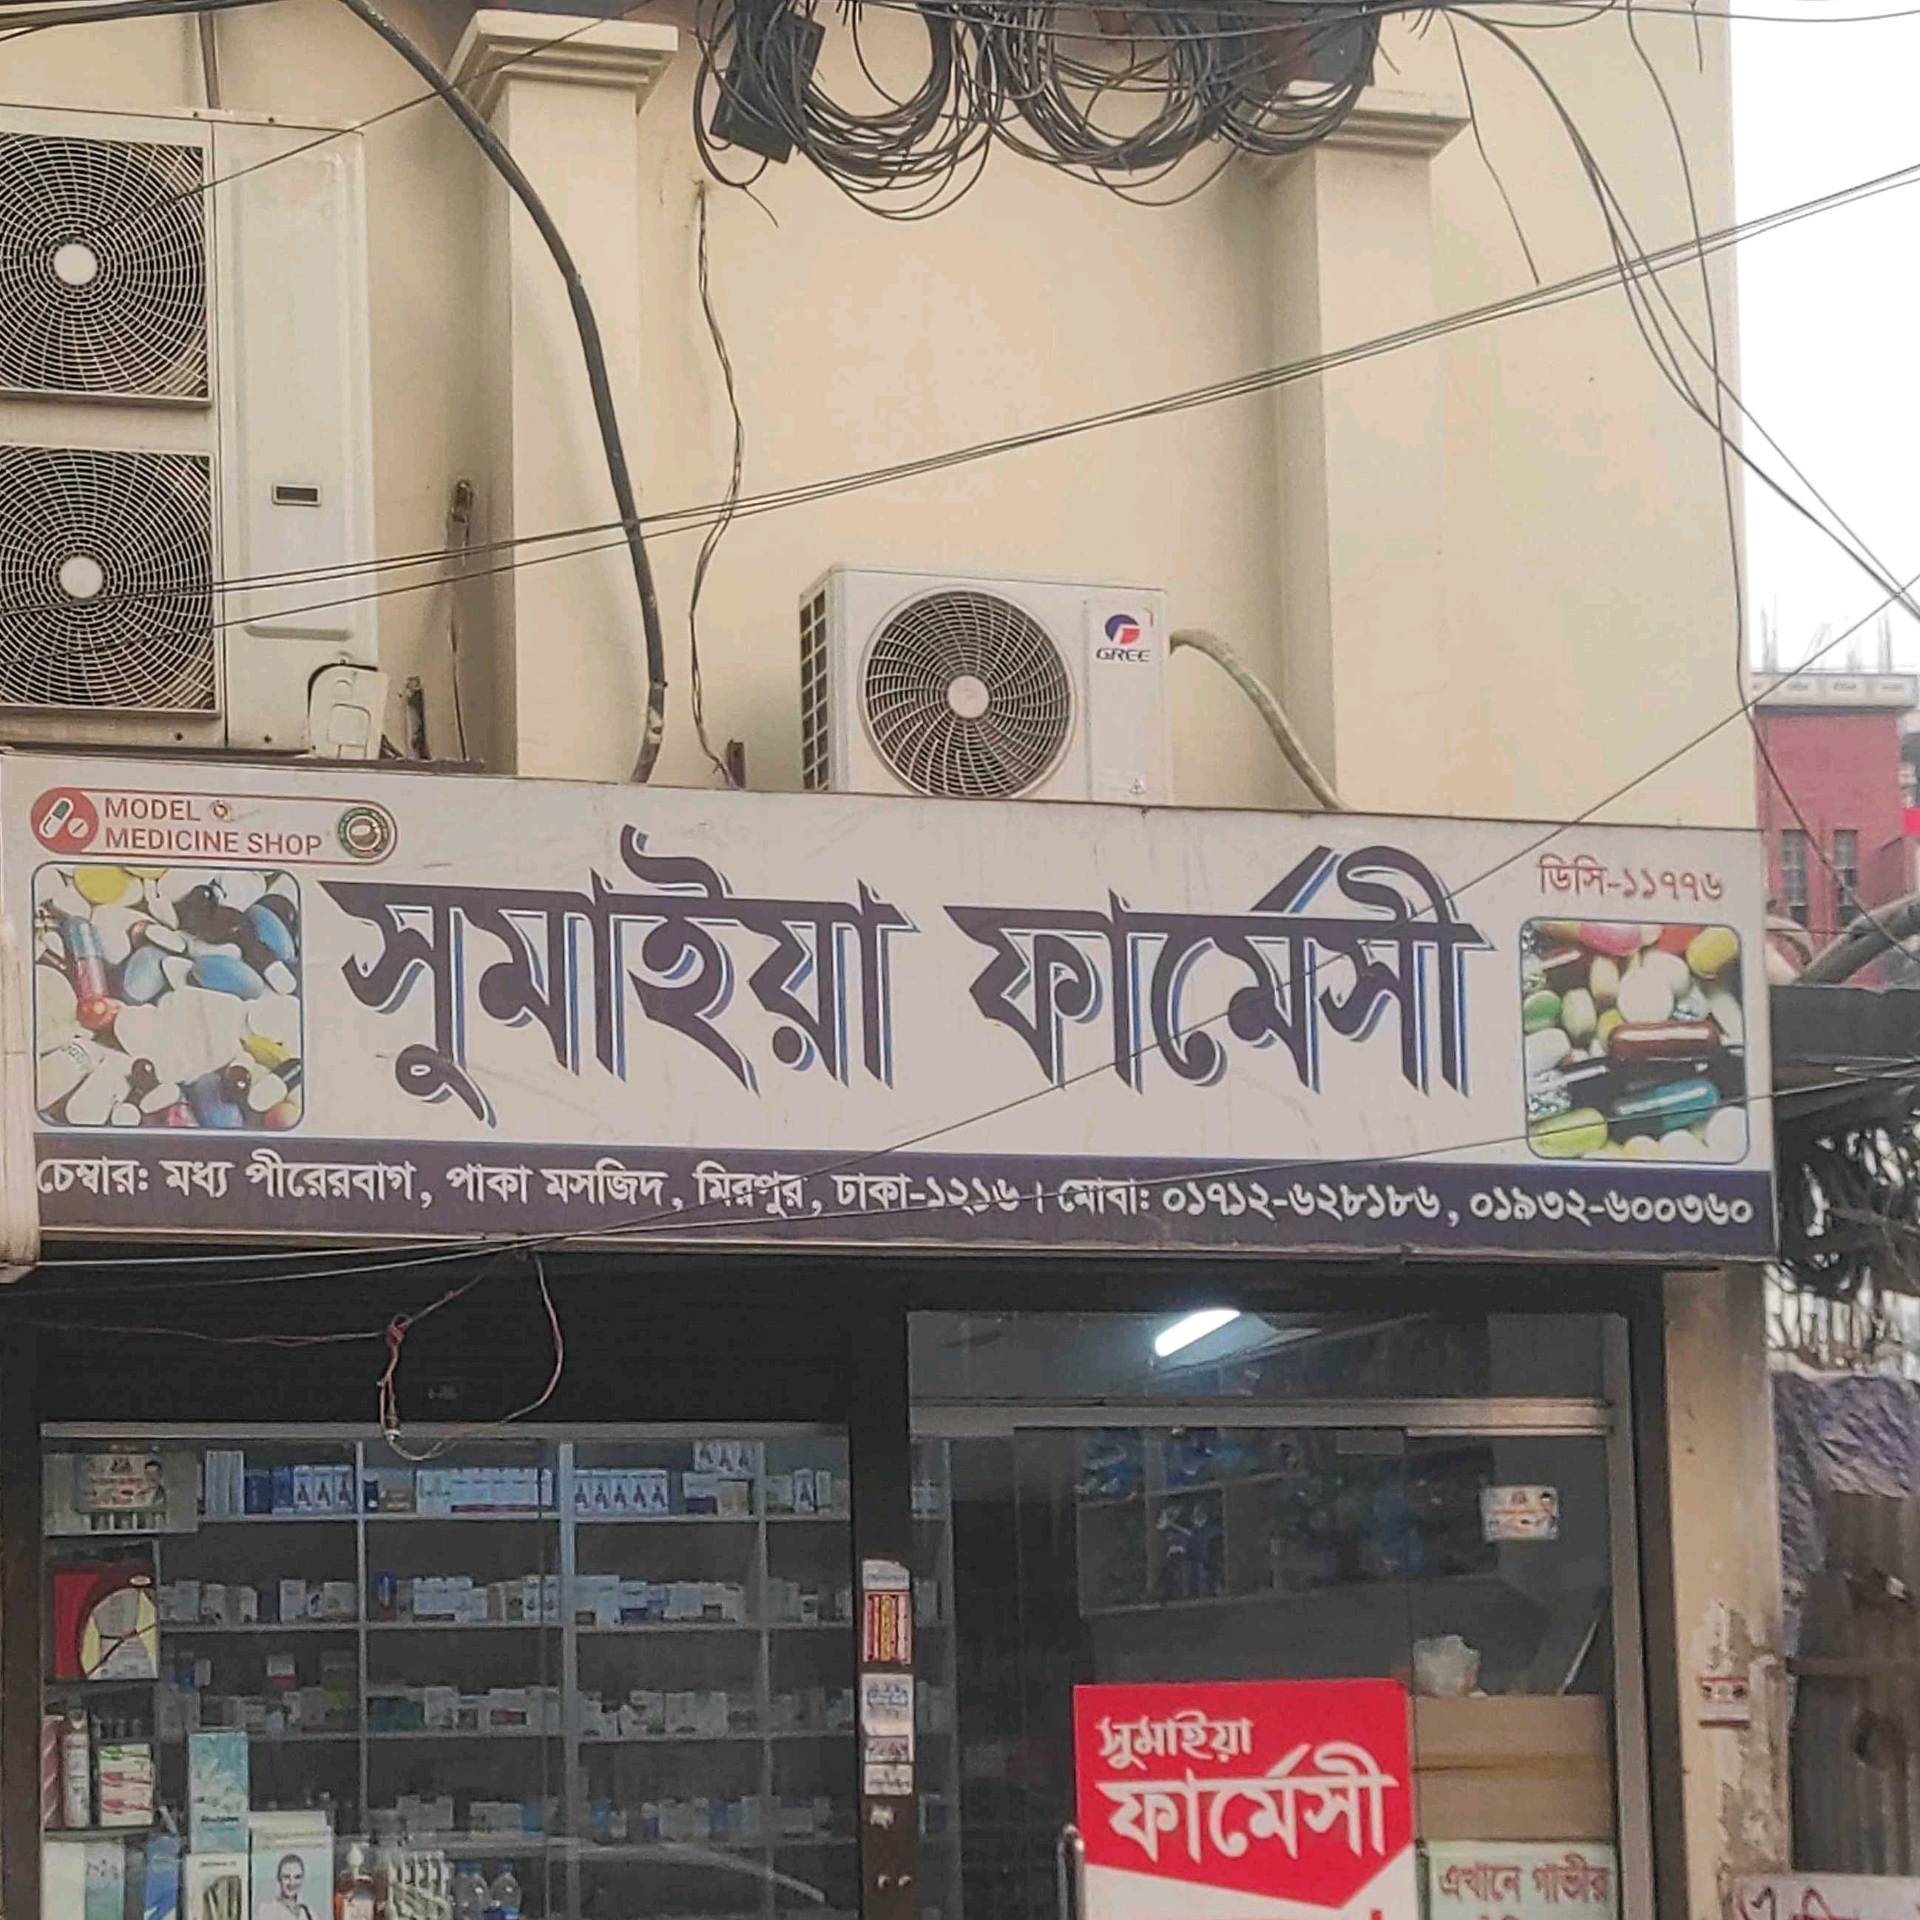 GREE
MODEL
MEDICINE SHOP
ডিসি-১১৭৭৬
সুমাইয়া ফার্মেসী
চেম্বার: মধ্য পীরেরবাগ, পাকা মসজিদ, মিরপুর, ঢাকা-১২১৬। মোবা: ০১৭১২-৬২৮১৮৬, ০১৯৩২-৬০০৩৬০
সুমাইয়া
ফার্মেসী
এখানে গাভীর